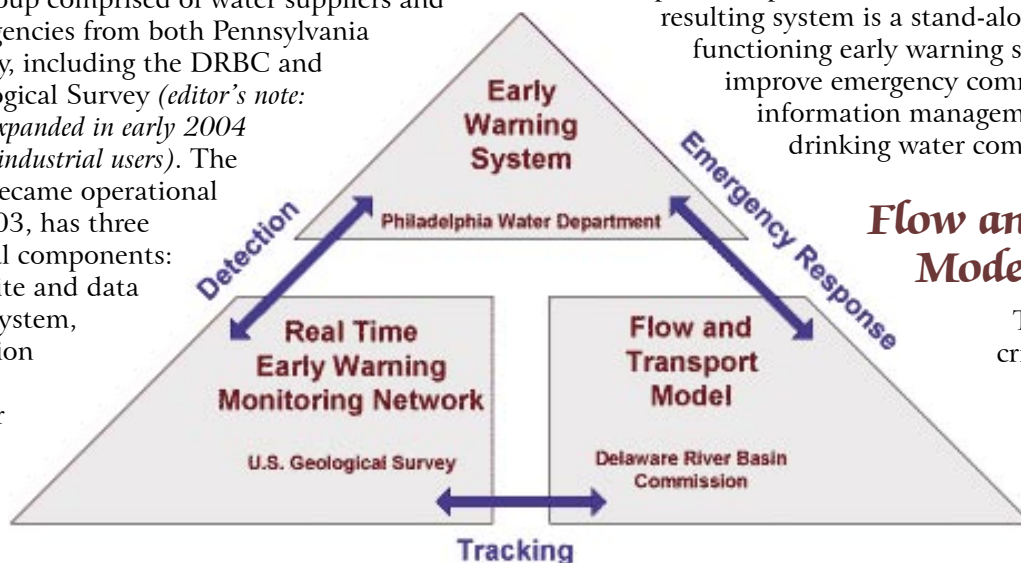 oup comprised of water suppliers and
gencies from both Pennsylvania
y, including the DRBC and
ogical Survey (editor's note:
xpanded in early 2004
industrial users). The
ecame operational
03, has three
l components:
ite and data
ystem,
ion
r
resulting system is a stand-alo
functioning early warning s
improve emergency comm
information managem
drinking water com
Flow an
Mode
T
cri
Early
Warning
System
Philadelphia Water Department
Detection
Emergency Response
Real Time
Early Warning
Monitoring Network
U.S. Geological Survey
Flow and
Transport
Model
Delaware River Basin
Commission
Tracking